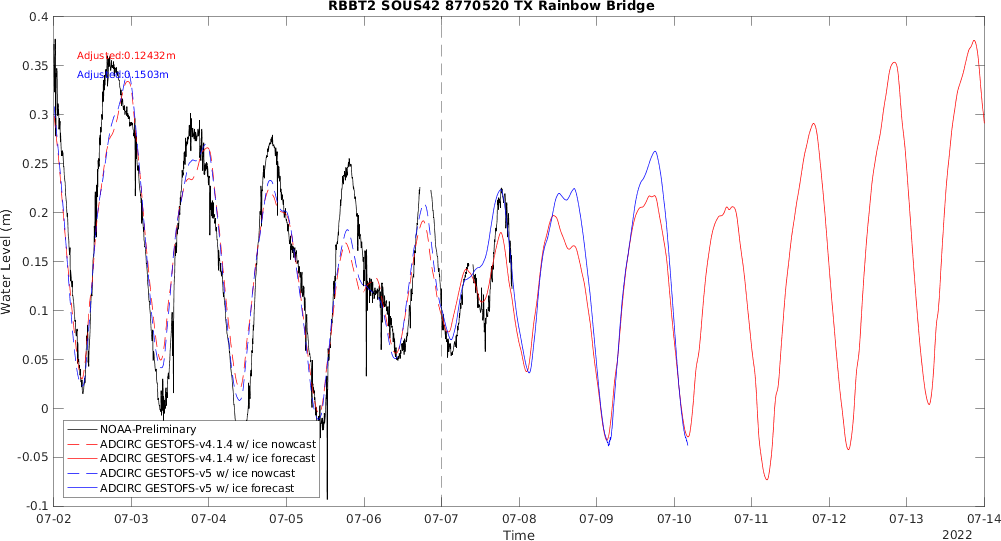 RBBT2 SOUS42 8770520 TX Rainbow Bridge
0.4
0.35
0.3
0.25
0.2
0.15
0.1
0.05
0
-0.05
-0.1
Water Level (m)
Adjusted:0.12432m
Adjusted:0.1503m
NOAA-Preliminary
ADCIRC GESTOFS-v4.1.4 w/ ice nowcast
ADCIRC GESTOFS-v4.1.4 w/ ice forecast
ADCIRC GESTOFS-v5 w/ ice nowcast
ADCIRC GESTOFS-v5 w/ ice forecast
07-02 07-03 07-04 07-05 07-06 07-07 07-08 07-09 07-10 07-11 07-12 07-13 07-14
Time
2022